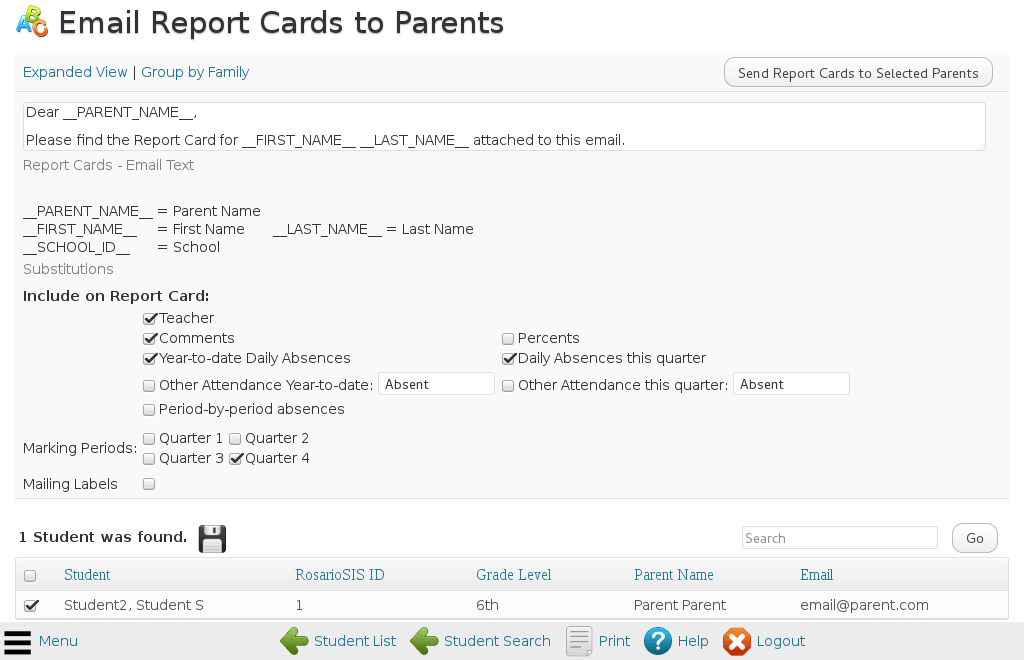 Email Report Cards to Parents
Expanded View | Group by Family
Send Report Cards to Selected Parents
Dear __PARENT_NAME__,
Please find the Report Card for __FIRST_NAME__ __LAST_NAME__ attached to this email.
Report Cards - Email Text
__PARENT_NAME__ = Parent Name
__FIRST_NAME__ = First Name __LAST_NAME__ = Last Name
__SCHOOL_ID__ = School
Substitutions
Include on Report Card:
Teacher
Comments Percents
Year-to-date Daily Absences Daily Absences this quarter
Other Attendance Year-to-date: Absent Other Attendance this quarter: Absent
Period-by-period absences
Marking Periods: Quarter 1 Quarter 2
Quarter 3 Quarter 4
Mailing Labels
1 Student was found. Search Go
Student RosarioSIS ID Grade Level Parent Name Email
Student2, Student S 1 6th Parent Parent email@parent.com
Menu Student List Student Search Print Help Logout